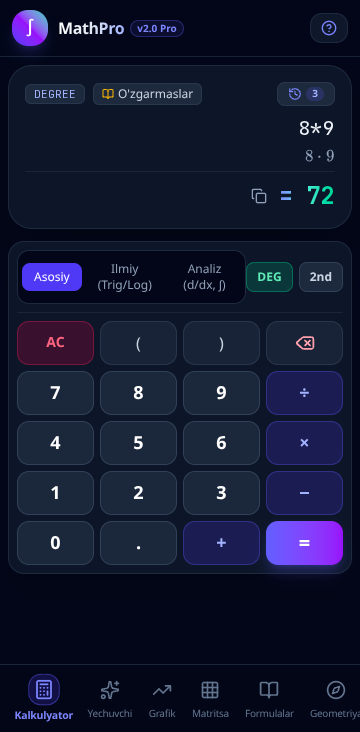 ∫ MathPro v2.0 Pro
DEGREE O'zgarmaslar 3
8*9
8 · 9
= 72
Asosiy Ilmiy (Trig/Log) Analiz (d/dx, ∫) DEG 2nd
AC ( )
7 8 9 ÷
4 5 6 ×
1 2 3 −
0 . + =
Kalkulyator Yechuvchi Grafik Matritsa Formulalar